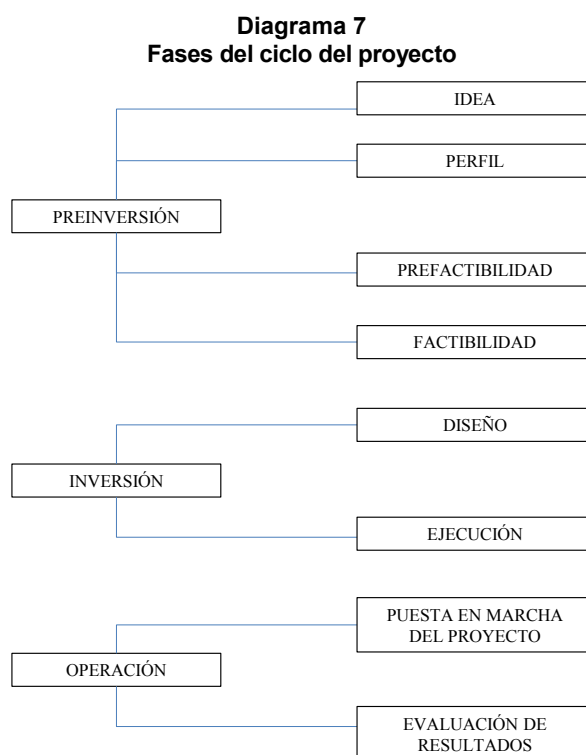 Diagrama 7
Fases del ciclo del proyecto
IDEA
PERFIL
PREINVERSIÓN
PREFACTIBILIDAD
FACTIBILIDAD
DISEÑO
INVERSIÓN
EJECUCIÓN
PUESTA EN MARCHA
DEL PROYECTO
OPERACIÓN
EVALUACIÓN DE
RESULTADOS